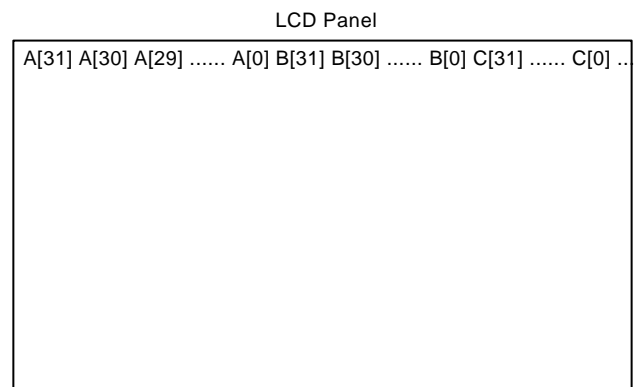 LCD Panel
A[31] A[30] A[29] ...... A[0] B[31] B[30] ...... B[0] C[31] ...... C[0] ...